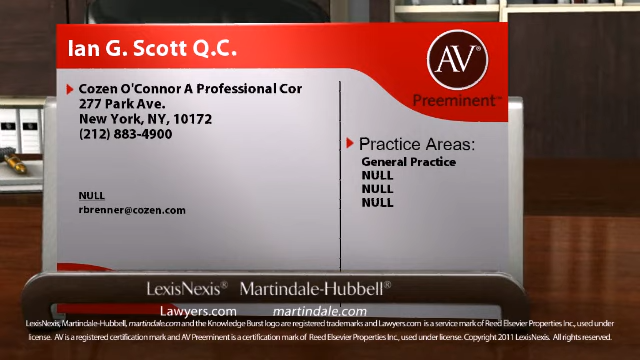 Ian G. Scott Q.C.
AV®
Preeminent™
Cozen O'Connor A Professional Cor
277 Park Ave.
New York, NY, 10172
(212) 883-4900
NULL
rbrenner@cozen.com
Practice Areas:
General Practice
NULL
NULL
NULL
LexisNexis® Martindale-Hubbell®
Lawyers.com martindale.com
LexisNexis, Martindale-Hubbell, martindale.com and the Knowledge Burst logo are registered trademarks and Lawyers.com is a service mark of Reed Elsevier Properties Inc., used under
license. AV is a registered certification mark and AV Preeminent is a certification mark of Reed Elsevier Properties Inc., used under license. Copyright 2011 LexisNexis. All rights reserved.